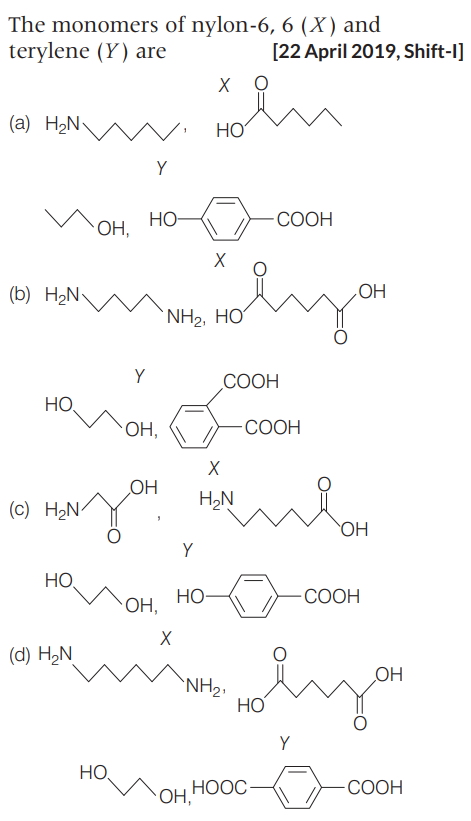 The monomers of nylon-6, 6 (X) and
terylene (Y) are [22 April 2019, Shift-I]
X O
(a) H₂N , HO
Y
OH, HO COOH
X
O
(b) H₂N NH₂, HO OH
O
Y
COOH
HO OH, COOH
X
OH O
(c) H₂N , H₂N
O OH
Y
HO OH, HO COOH
X
(d) H₂N O
NH₂, OH
HO O
Y
HO OH, HOOC COOH